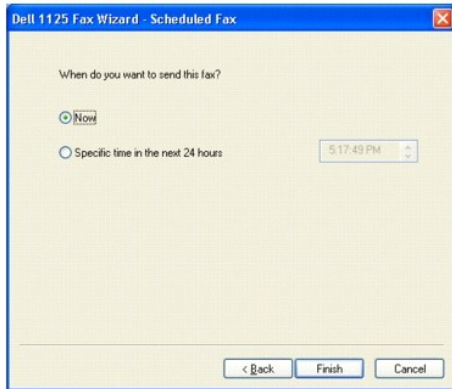 Dell 1125 Fax Wizard - Scheduled Fax
When do you want to send this fax?
Now
Specific time in the next 24 hours 5:17:49 PM
< Back Finish Cancel